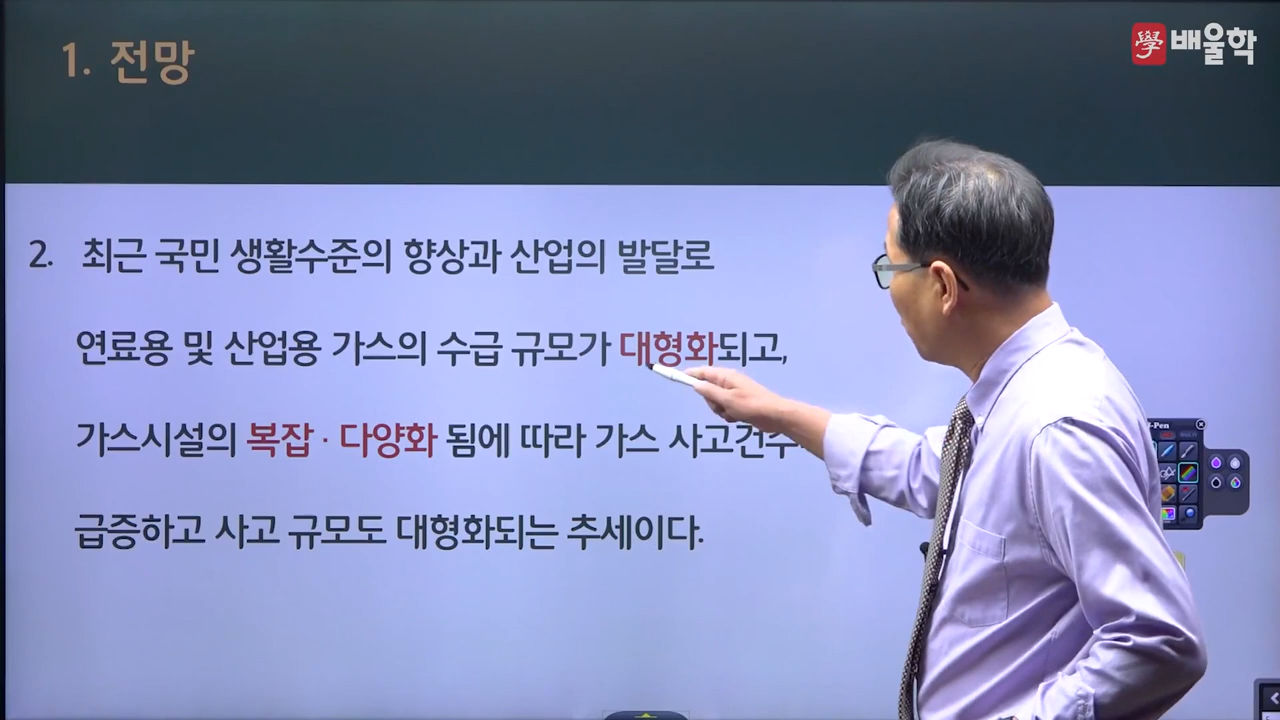 1. 전망
學 배울학
2. 최근 국민 생활수준의 향상과 산업의 발달로
연료용 및 산업용 가스의 수급 규모가 대형화되고,
가스시설의 복잡 · 다양화 됨에 따라 가스 사고건수
급증하고 사고 규모도 대형화되는 추세이다.
-Pen